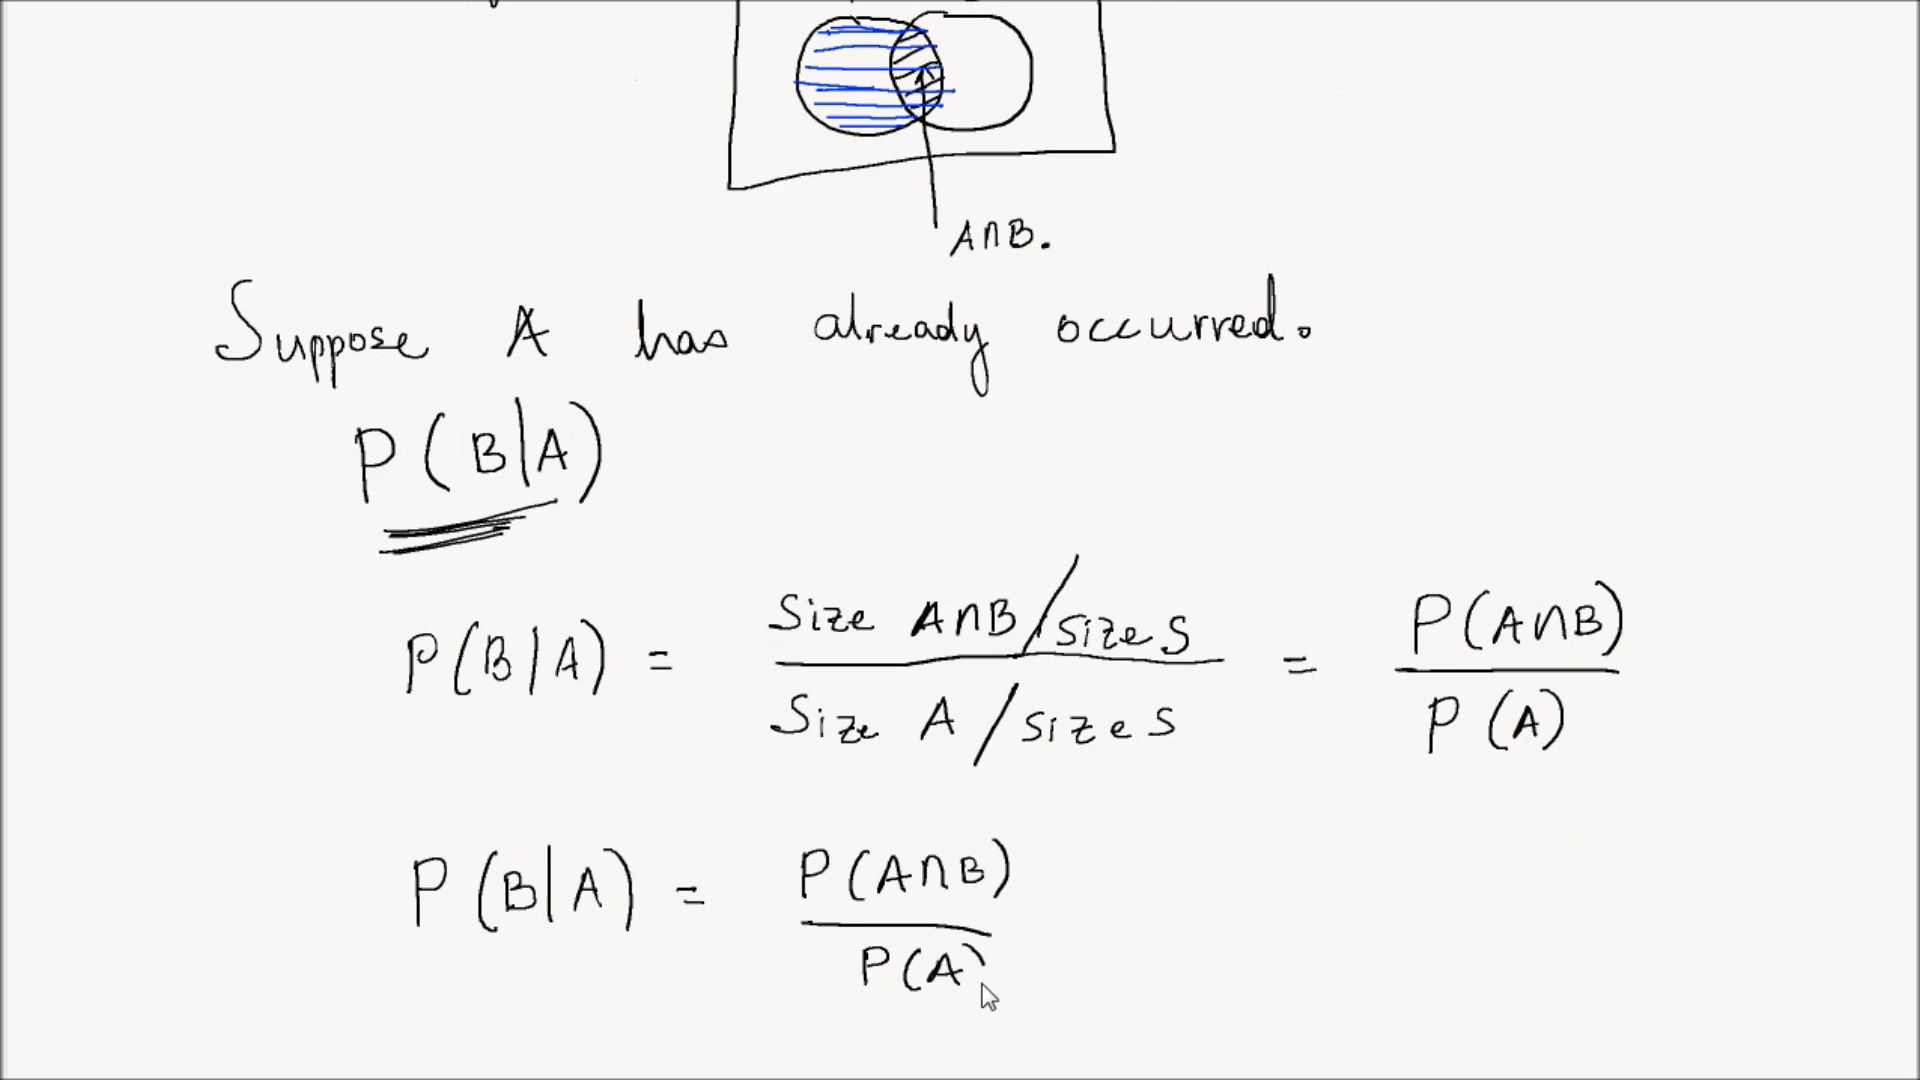 A∩B.
Suppose A has already occurred.
P(B|A)
P(B|A) = Size A∩B/Size S / Size A/Size S = P(A∩B) / P(A)
P(B|A) = P(A∩B) / P(A)